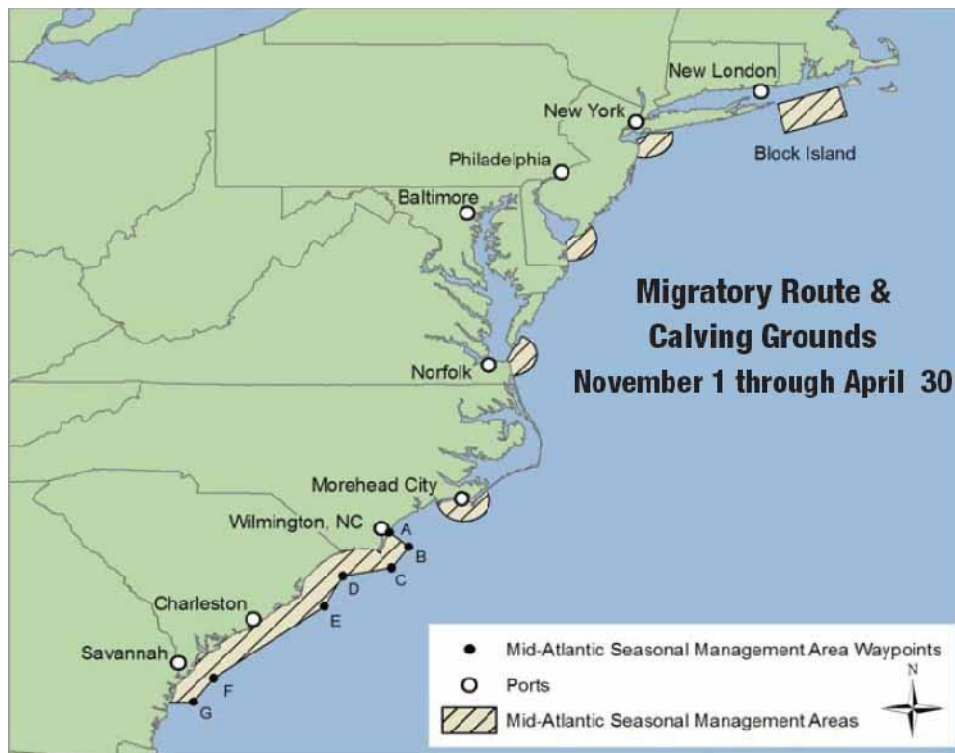 New London
New York
Block Island
Philadelphia
Baltimore
Migratory Route &
Calving Grounds
November 1 through April 30
Norfolk
Morehead City
Wilmington, NC
A
B
C
D
E
Charleston
Savannah
F
G
Mid-Atlantic Seasonal Management Area Waypoints
Ports
Mid-Atlantic Seasonal Management Areas
N